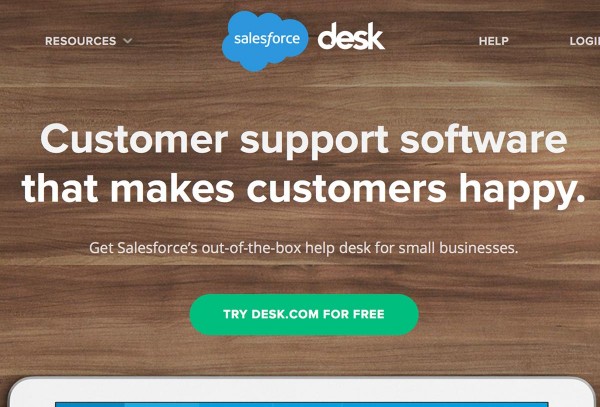 RESOURCES
salesforce desk
HELP
Customer support software
that makes customers happy.
Get Salesforce's out-of-the-box help desk for small businesses.
TRY DESK.COM FOR FREE